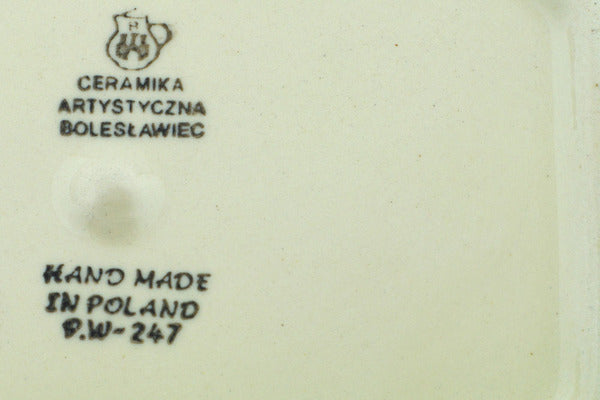 CERAMIKA
ARTYSTYCZNA
BOLESŁAWIEC
HAND MADE
IN POLAND
P.W-247